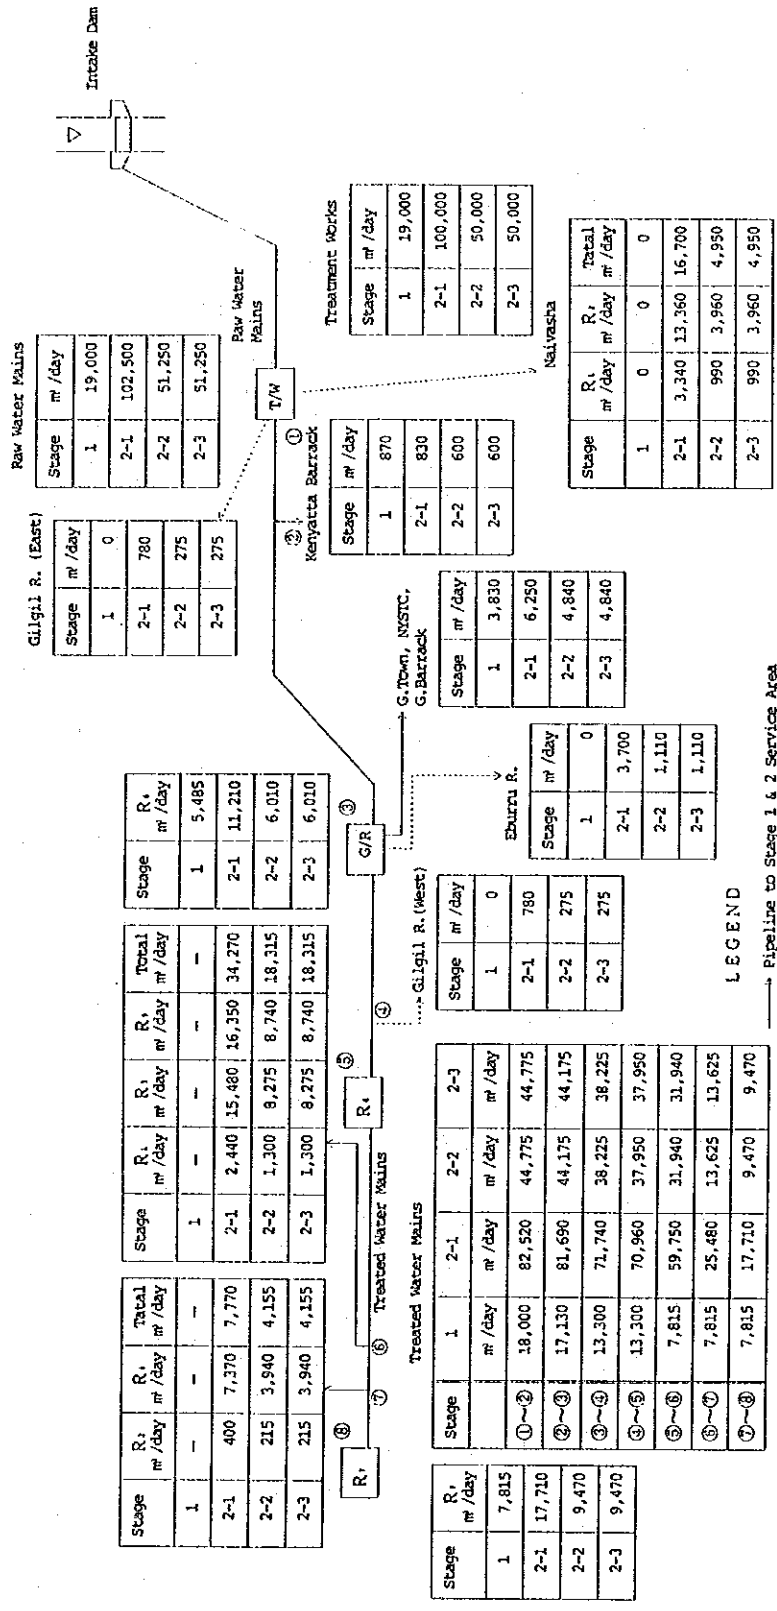 Intake Dam
Raw Water Mains
Stage m³/day
1 19,000
2-1 102,500
2-2 51,250
2-3 51,250
Raw Water
Mains
Gilgil R. (East)
Stage m³/day
1 0
2-1 780
2-2 275
2-3 275
T/W
①
Treatment Works
Stage m³/day
1 19,000
2-1 100,000
2-2 50,000
2-3 50,000
②
Kenyatta Barrack
Stage m³/day
1 870
2-1 830
2-2 600
2-3 600
Naivasha
Stage m³/day m³/day Tatal m³/day
1 0 0 0
2-1 3,340 13,360 16,700
2-2 990 3,960 4,950
2-3 990 3,960 4,950
Stage m³/day
1 5,485
2-1 11,210
2-2 6,010
2-3 6,010
③
G/R
G.Town, NYSTC,
G.Barrack
Stage m³/day
1 3,830
2-1 6,250
2-2 4,840
2-3 4,840
Eburru R.
Stage m³/day
1 0
2-1 3,700
2-2 1,110
2-3 1,110
Stage m³/day m³/day m³/day Total m³/day
1 – – – –
2-1 2,440 15,480 16,350 34,270
2-2 1,300 8,275 8,740 18,315
2-3 1,300 8,275 8,740 18,315
④
Gilgil R.(West)
Stage m³/day
1 0
2-1 780
2-2 275
2-3 275
⑤
Treated Water Mains
⑥
⑦
⑧
Stage m³/day m³/day Tatal m³/day
1 – – –
2-1 400 7,370 7,770
2-2 215 3,940 4,155
2-3 215 3,940 4,155
Stage m³/day
1 7,815
2-1 17,710
2-2 9,470
2-3 9,470
Treated Water Mains
Stage 1 2-1 2-2 2-3
m³/day m³/day m³/day m³/day
①~② 18,000 82,520 44,775 44,775
②~③ 17,130 81,690 44,175 44,175
③~④ 13,300 71,740 38,225 38,225
④~⑤ 13,300 70,960 37,950 37,950
⑤~⑥ 7,815 59,750 31,940 31,940
⑥~⑦ 7,815 25,480 13,625 13,625
⑦~⑧ 7,815 17,710 9,470 9,470
LEGEND
Pipeline to Stage 1 & 2 Service Area